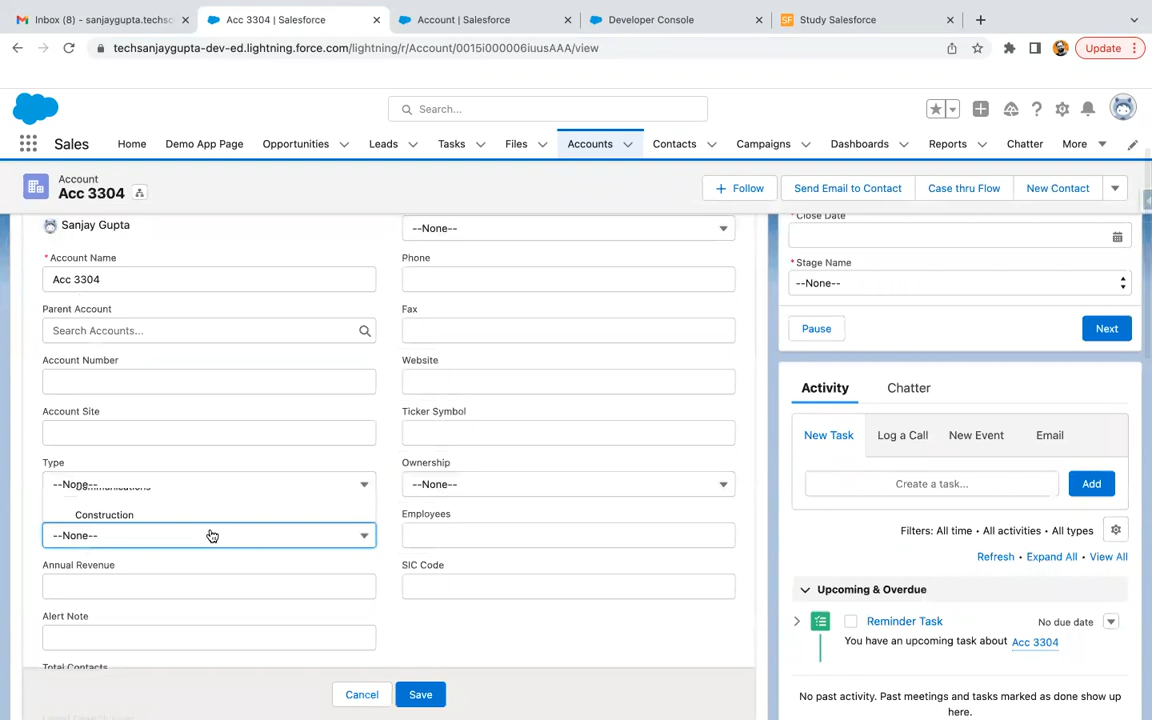 Inbox (8) - sanjaygupta.techsc
Acc 3304 | Salesforce
Account | Salesforce
Developer Console
SF
Study Salesforce
techsanjaygupta-dev-ed.lightning.force.com/lightning/r/Account/0015i000006iuusAAA/view
Update
Search...
Sales
Home
Demo App Page
Opportunities
Leads
Tasks
Files
Accounts
Contacts
Campaigns
Dashboards
Reports
Chatter
More
Account
Acc 3304
Follow
Send Email to Contact
Case thru Flow
New Contact
Sanjay Gupta
--None--
*Account Name
Acc 3304
Phone
Parent Account
Search Accounts...
Fax
Account Number
Website
Account Site
Ticker Symbol
Type
--None--
Ownership
--None--
Communications
Construction
--None--
Employees
Annual Revenue
SIC Code
Alert Note
Total Contacts
Cancel
Save
*Close Date
*Stage Name
--None--
Pause
Next
Activity
Chatter
New Task
Log a Call
New Event
Email
Create a task...
Add
Filters: All time • All activities • All types
Refresh • Expand All • View All
Upcoming & Overdue
Reminder Task
No due date
You have an upcoming task about Acc 3304
No past activity. Past meetings and tasks marked as done show up
here.